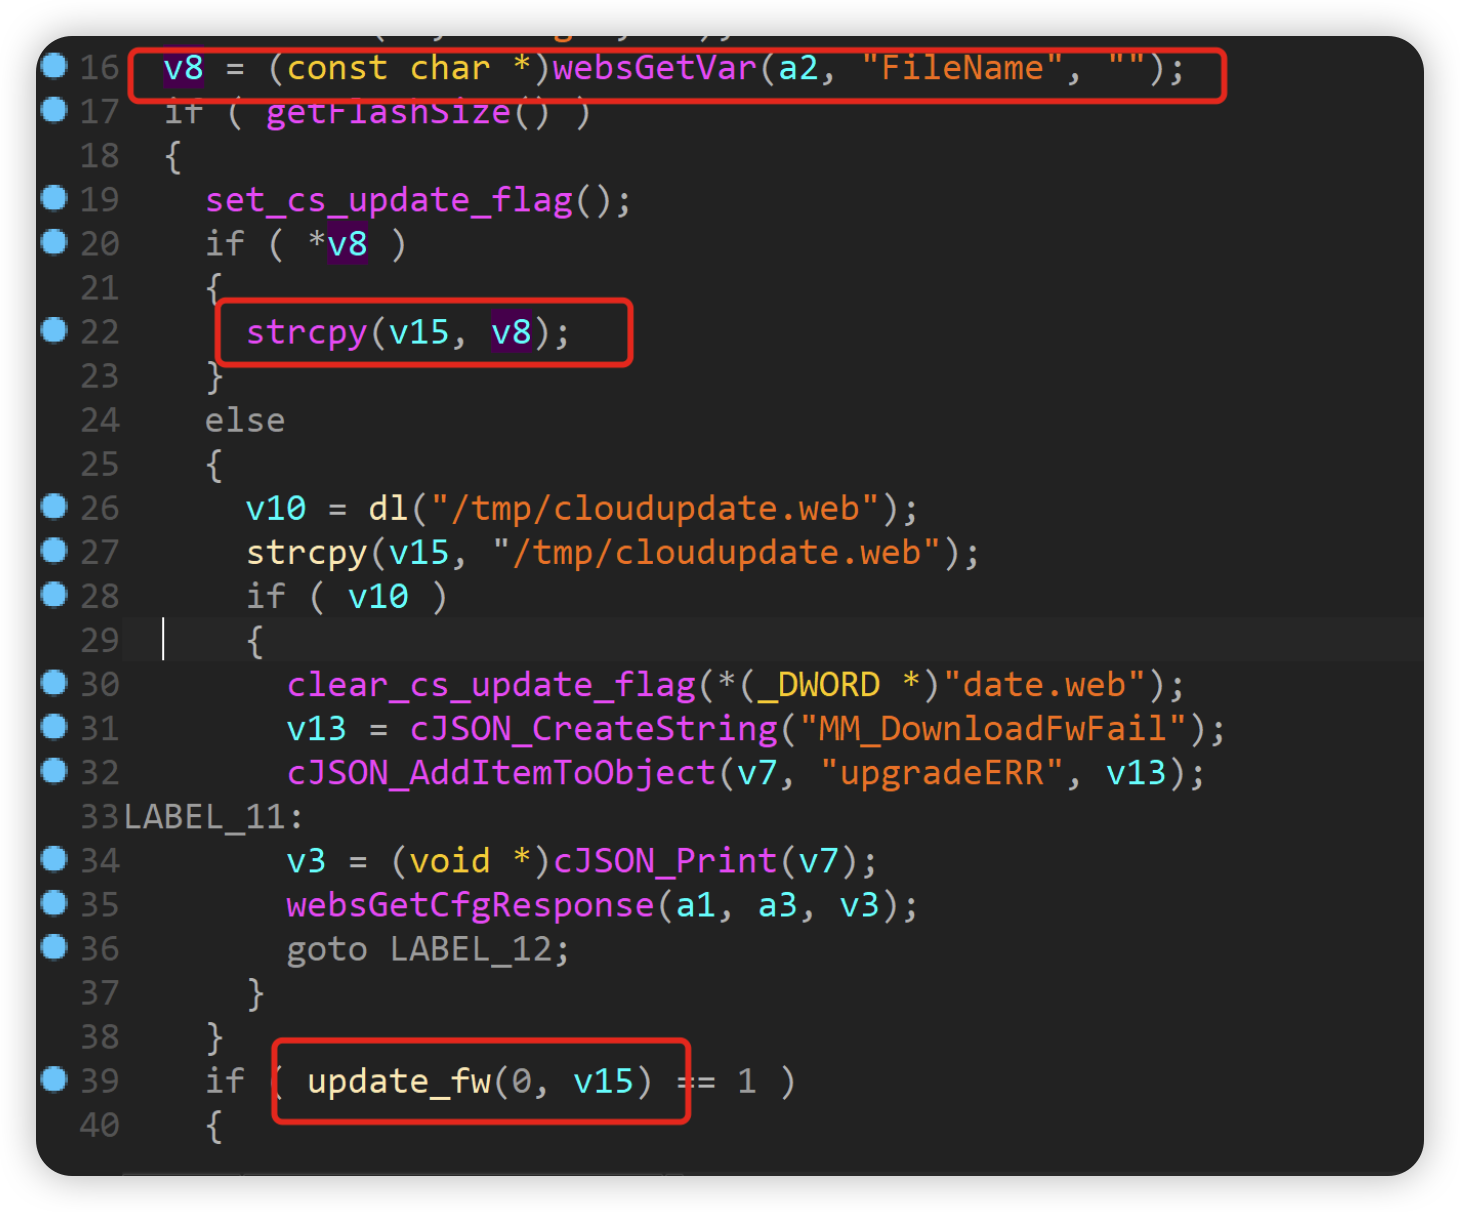 16 v8 = (const char *)websGetVar(a2, "FileName", "");
17 if ( getFlashSize() )
18 {
19 set_cs_update_flag();
20 if ( *v8 )
21 {
22 strcpy(v15, v8);
23 }
24 else
25 {
26 v10 = dl("/tmp/cloudupdate.web");
27 strcpy(v15, "/tmp/cloudupdate.web");
28 if ( v10 )
29 {
30 clear_cs_update_flag(*(_DWORD *)"date.web");
31 v13 = cJSON_CreateString("MM_DownloadFwFail");
32 cJSON_AddItemToObject(v7, "upgradeERR", v13);
33 LABEL_11:
34 v3 = (void *)cJSON_Print(v7);
35 websGetCfgResponse(a1, a3, v3);
36 goto LABEL_12;
37 }
38 }
39 if ( update_fw(0, v15) == 1 )
40 {